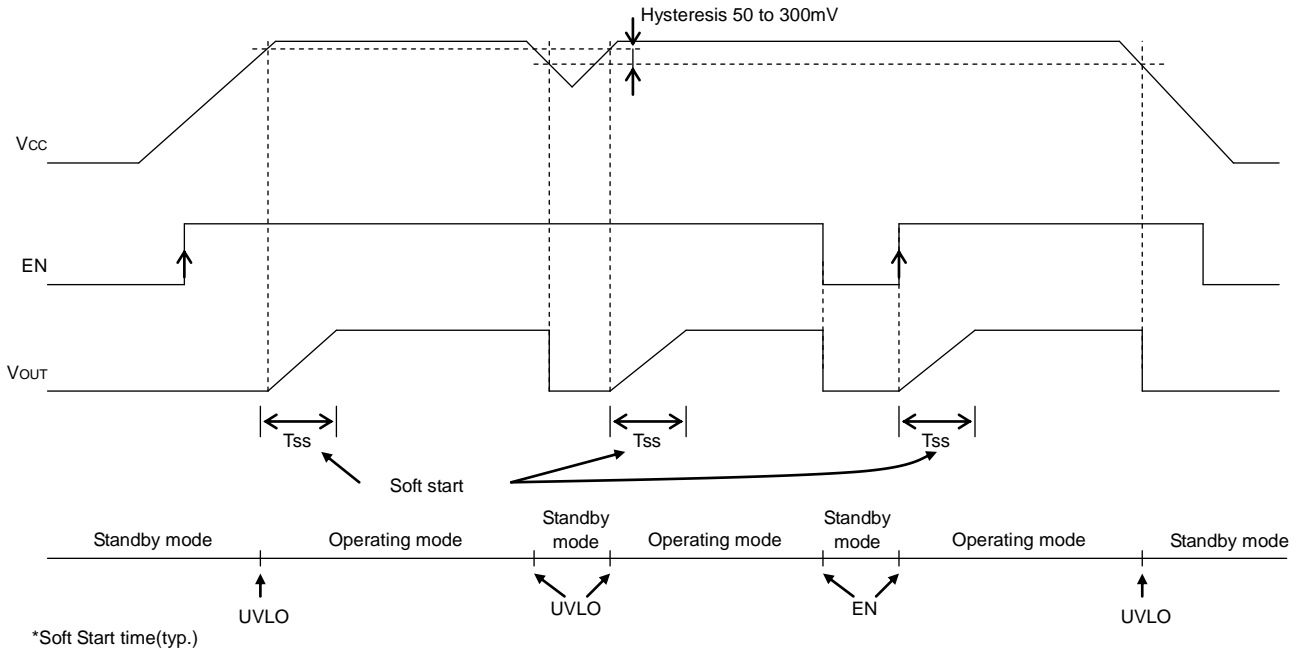 Hysteresis 50 to 300mV
VCC
EN
VOUT
Tss
Tss
Tss
Soft start
Standby mode
Operating mode
Standby
mode
Operating mode
Standby
mode
Operating mode
Standby mode
UVLO
UVLO
EN
UVLO
*Soft Start time(typ.)